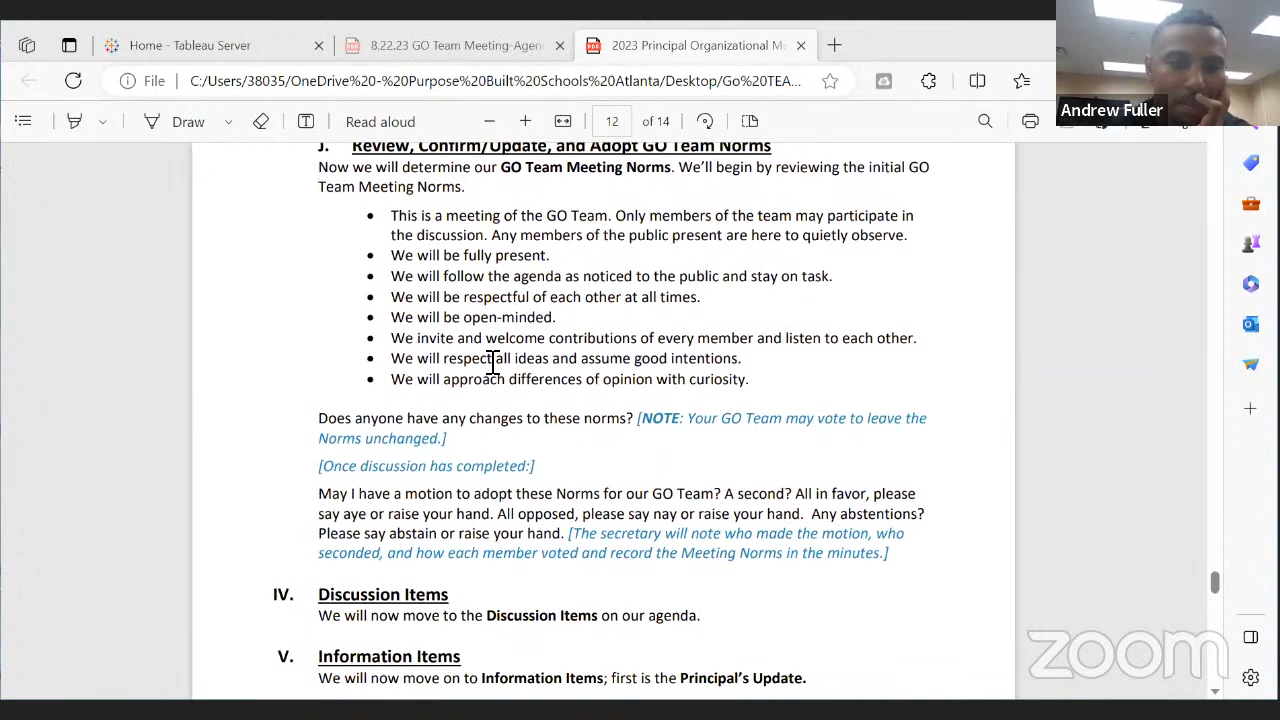 Home - Tableau Server
8.22.23 GO Team Meeting-Agen
2023 Principal Organizational M
File
C:/Users/38035/OneDrive%20-%20Purpose%20Built%20Schools%20Atlanta/Desktop/Go%20TEA...
Andrew Fuller
Draw
Read aloud
12 of 14
J. Review, Confirm/Update, and Adopt GO Team Norms
Now we will determine our GO Team Meeting Norms. We'll begin by reviewing the initial GO
Team Meeting Norms.
• This is a meeting of the GO Team. Only members of the team may participate in
the discussion. Any members of the public present are here to quietly observe.
• We will be fully present.
• We will follow the agenda as noticed to the public and stay on task.
• We will be respectful of each other at all times.
• We will be open-minded.
• We invite and welcome contributions of every member and listen to each other.
• We will respect all ideas and assume good intentions.
• We will approach differences of opinion with curiosity.
Does anyone have any changes to these norms? [NOTE: Your GO Team may vote to leave the
Norms unchanged.]
[Once discussion has completed:]
May I have a motion to adopt these Norms for our GO Team? A second? All in favor, please
say aye or raise your hand. All opposed, please say nay or raise your hand. Any abstentions?
Please say abstain or raise your hand. [The secretary will note who made the motion, who
seconded, and how each member voted and record the Meeting Norms in the minutes.]
IV. Discussion Items
We will now move to the Discussion Items on our agenda.
V. Information Items
We will now move on to Information Items; first is the Principal's Update.
zoom